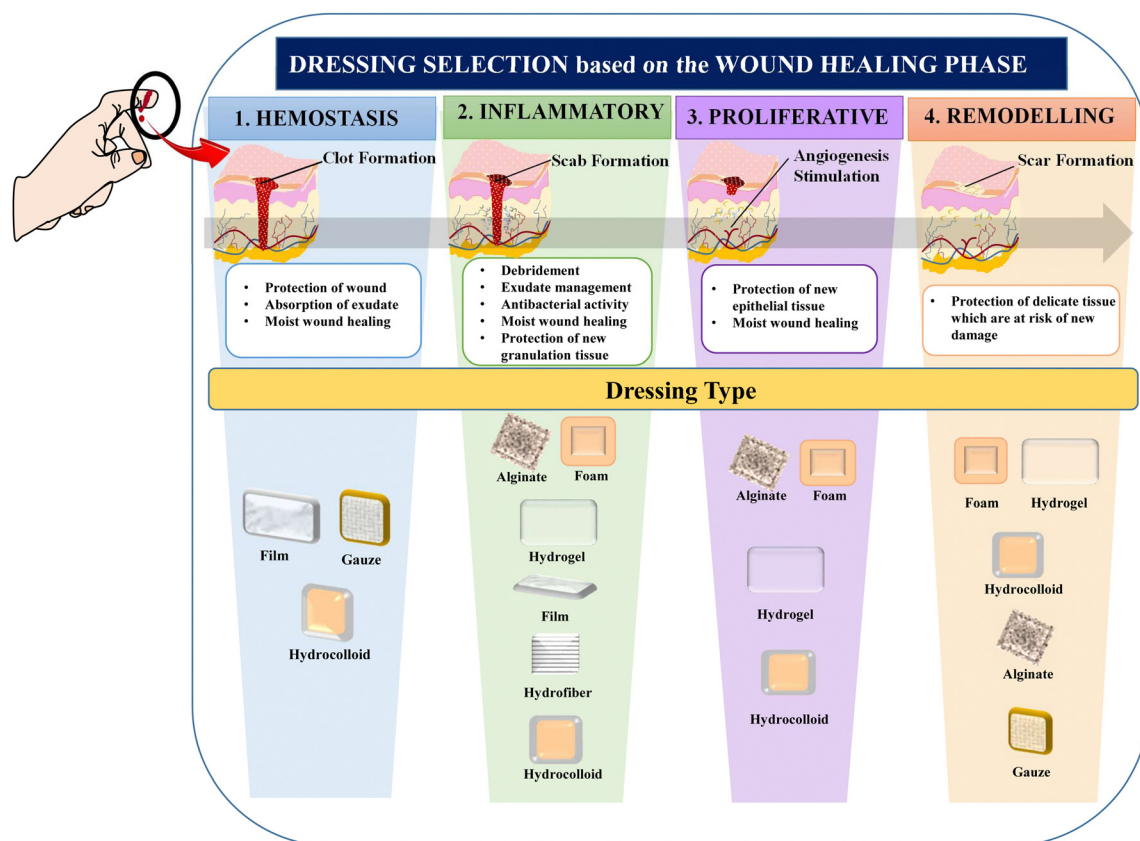 DRESSING SELECTION based on the WOUND HEALING PHASE
1. HEMOSTASIS
Clot Formation
• Protection of wound
• Absorption of exudate
• Moist wound healing
2. INFLAMMATORY
Scab Formation
• Debridement
• Exudate management
• Antibacterial activity
• Moist wound healing
• Protection of new
granulation tissue
3. PROLIFERATIVE
Angiogenesis
Stimulation
• Protection of new
epithelial tissue
• Moist wound healing
4. REMODELLING
Scar Formation
• Protection of delicate tissue
which are at risk of new
damage
Dressing Type
Film
Gauze
Hydrocolloid
Alginate
Foam
Hydrogel
Film
Hydrofiber
Hydrocolloid
Alginate
Foam
Hydrogel
Hydrocolloid
Foam
Hydrogel
Hydrocolloid
Alginate
Gauze